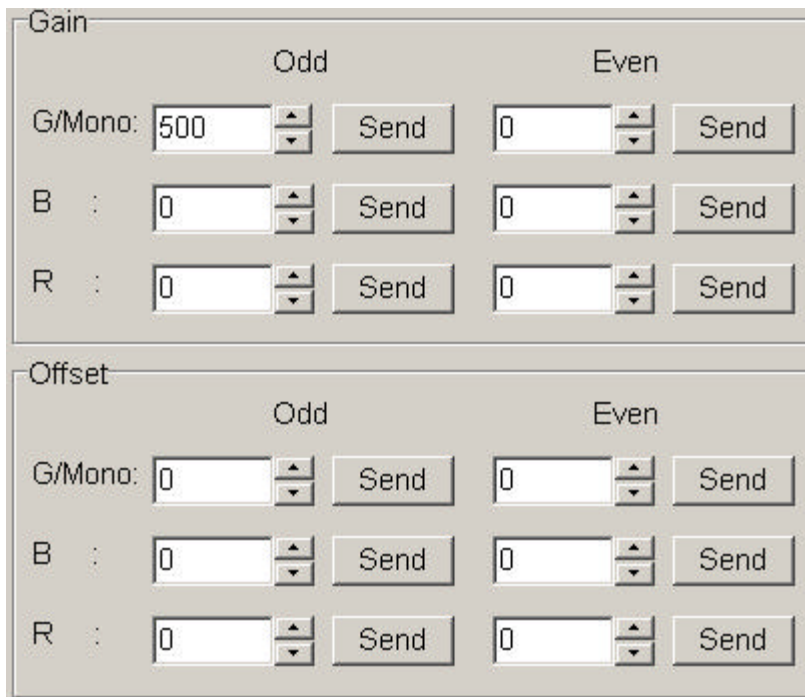 Gain
Odd Even
G/Mono: 500 Send 0 Send
B : 0 Send 0 Send
R : 0 Send 0 Send
Offset
Odd Even
G/Mono: 0 Send 0 Send
B : 0 Send 0 Send
R : 0 Send 0 Send